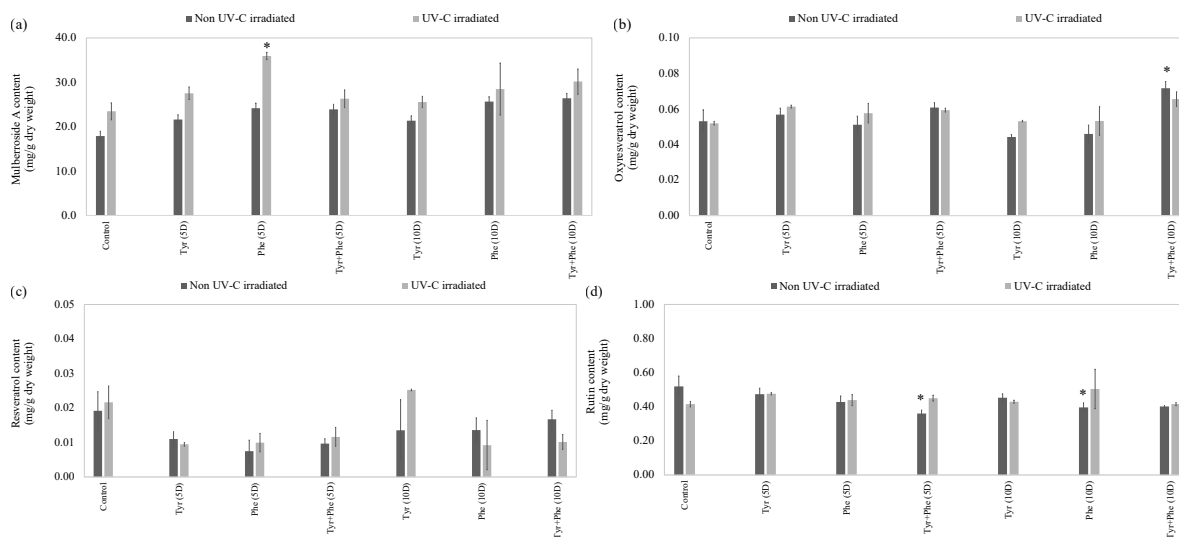 (a)
Non UV-C irradiated
UV-C irradiated
Mulberroside A content
(mg/g dry weight)
40.0
30.0
20.0
10.0
0.0
*
Control
Tyr (5D)
Phe (5D)
Tyr+Phe (5D)
Tyr (10D)
Phe (10D)
Tyr+Phe (10D)
(b)
Non UV-C irradiated
UV-C irradiated
Oxyresveratrol content
(mg/g dry weight)
0.10
0.08
0.06
0.04
0.02
0.00
*
Control
Tyr (5D)
Phe (5D)
Tyr+Phe (5D)
Tyr (10D)
Phe (10D)
Tyr+Phe (10D)
(c)
Non UV-C irradiated
UV-C irradiated
Resveratrol content
(mg/g dry weight)
0.05
0.04
0.03
0.02
0.01
0.00
Control
Tyr (5D)
Phe (5D)
Tyr+Phe (5D)
Tyr (10D)
Phe (10D)
Tyr+Phe (10D)
(d)
Non UV-C irradiated
UV-C irradiated
Rutin content
(mg/g dry weight)
1.00
0.80
0.60
0.40
0.20
0.00
*
*
Control
Tyr (5D)
Phe (5D)
Tyr+Phe (5D)
Tyr (10D)
Phe (10D)
Tyr+Phe (10D)